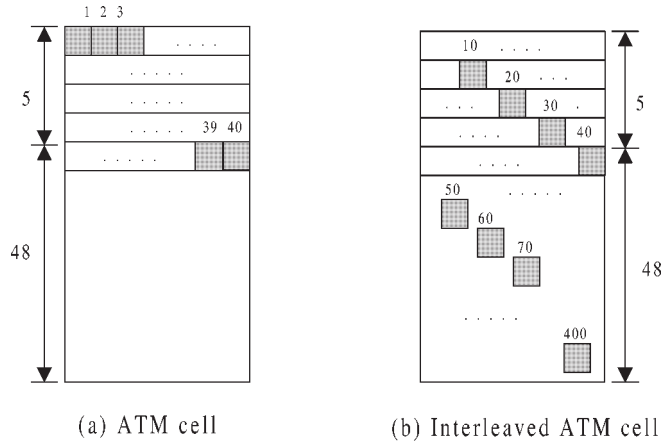 1 2 3
. . . .
. . . . .
. . . . .
. . . . . 39 40
. . . . .
5
48
(a) ATM cell
10 . . . .
20 . . .
. . . 30 .
. . . . 40
. . . .
50 . . . . .
60
70
. . . . .
400
5
48
(b) Interleaved ATM cell